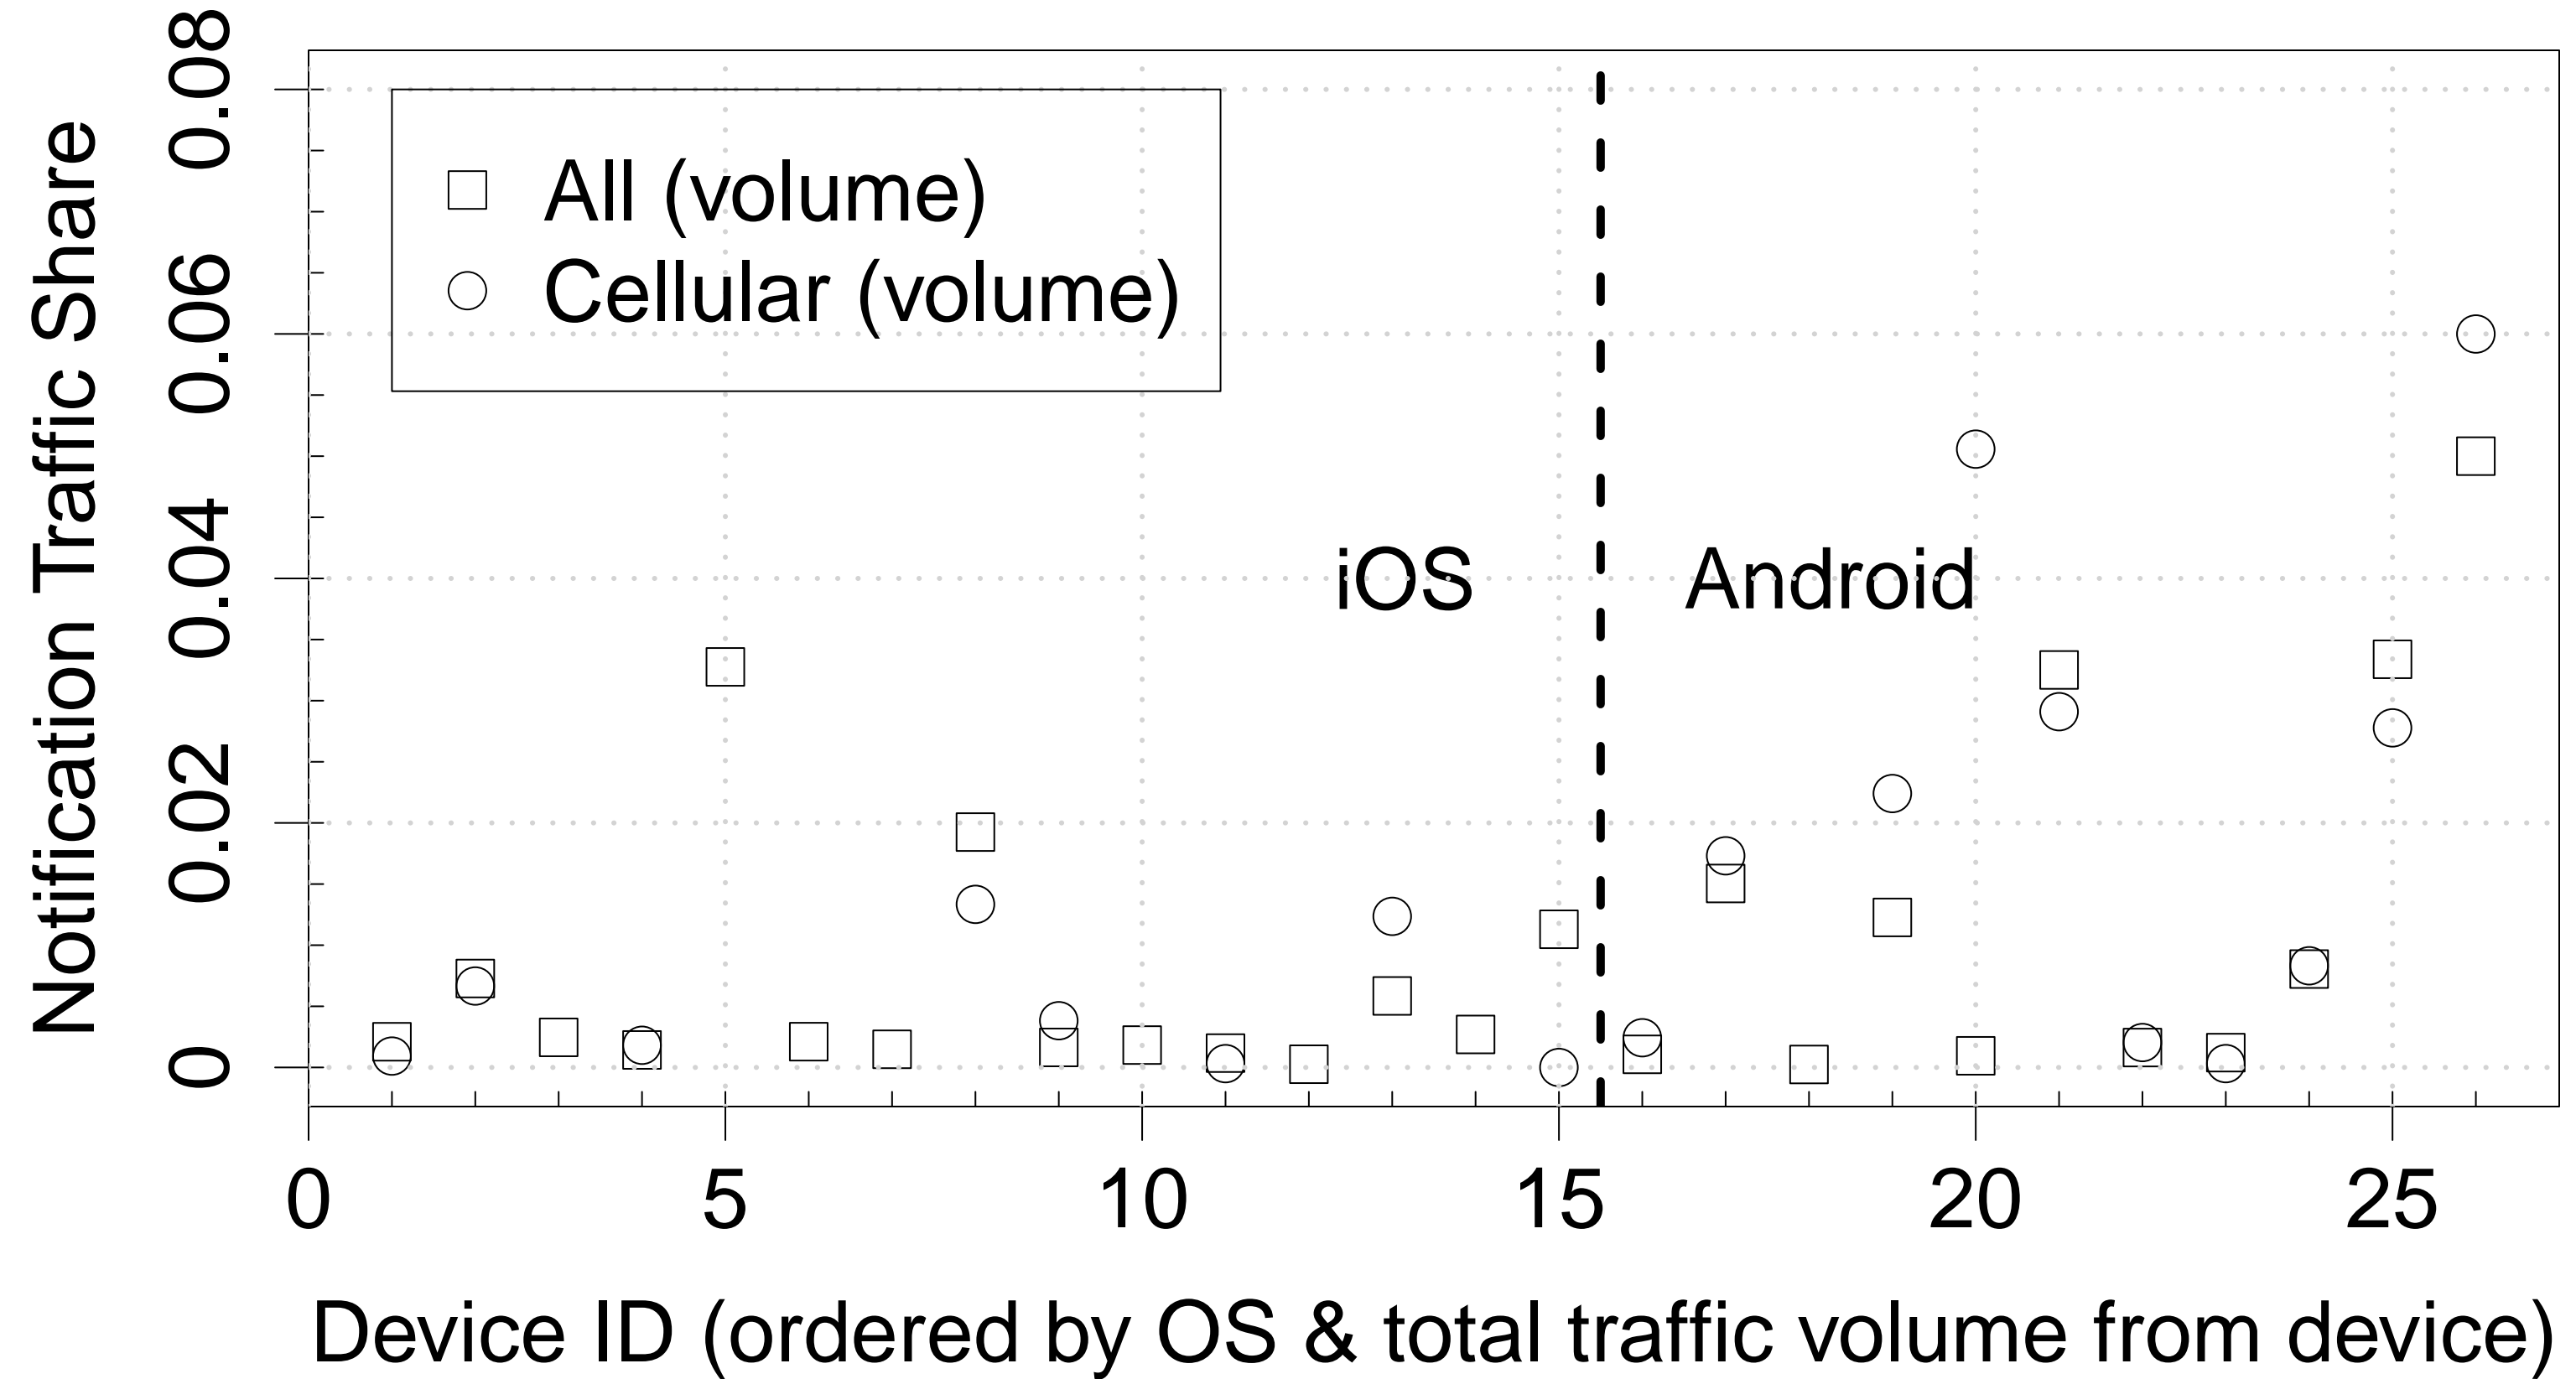 Notification Traffic Share
0.08
0.06
0.04
0.02
0
All (volume)
Cellular (volume)
iOS
Android
0 5 10 15 20 25
Device ID (ordered by OS & total traffic volume from device)